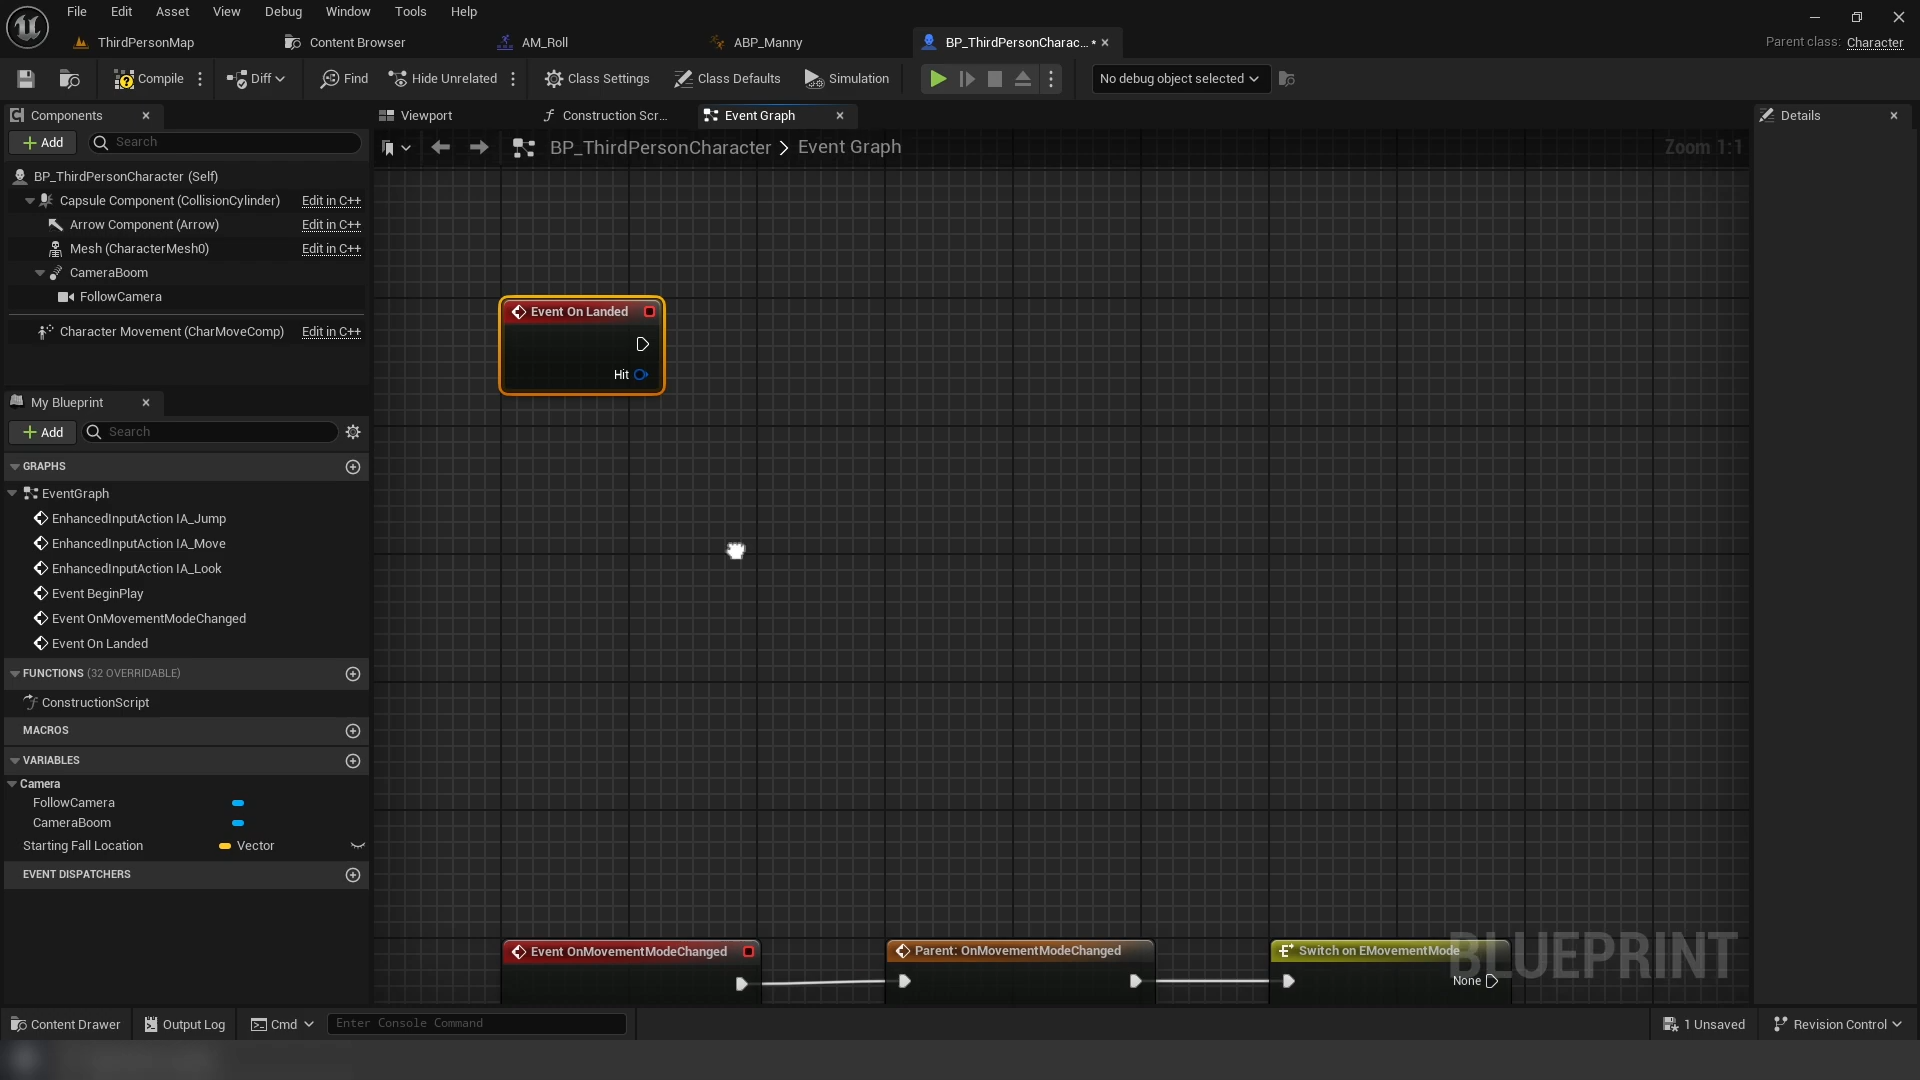 File Edit Asset View Debug Window Tools Help
ThirdPersonMap Content Browser AM_Roll ABP_Manny BP_ThirdPersonCharac... • Parent class: Character
Compile Diff Find Hide Unrelated Class Settings Class Defaults Simulation No debug object selected
Components Viewport Construction Scr... Event Graph Details
Add Search
BP_ThirdPersonCharacter > Event Graph Zoom 1:1
BP_ThirdPersonCharacter (Self)
Capsule Component (CollisionCylinder) Edit in C++
Arrow Component (Arrow) Edit in C++
Mesh (CharacterMesh0) Edit in C++
CameraBoom
FollowCamera
Character Movement (CharMoveComp) Edit in C++
Event On Landed
Hit
My Blueprint
Add Search
GRAPHS
EventGraph
EnhancedInputAction IA_Jump
EnhancedInputAction IA_Move
EnhancedInputAction IA_Look
Event BeginPlay
Event OnMovementModeChanged
Event On Landed
FUNCTIONS (32 OVERRIDABLE)
ConstructionScript
MACROS
VARIABLES
Camera
FollowCamera
CameraBoom
Starting Fall Location Vector
EVENT DISPATCHERS
Event OnMovementModeChanged Parent: OnMovementModeChanged Switch on EMovementMode
None
BLUEPRINT
Content Drawer Output Log Cmd Enter Console Command 1 Unsaved Revision Control